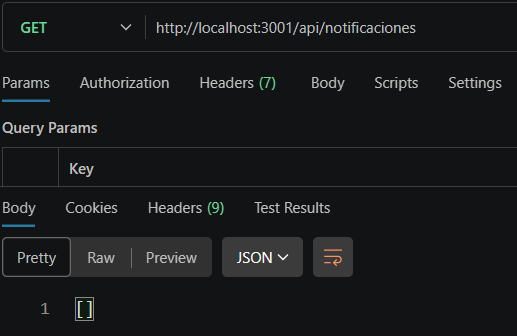 GET http://localhost:3001/api/notificaciones
Params Authorization Headers (7) Body Scripts Settings
Query Params
Key
Body Cookies Headers (9) Test Results
Pretty Raw Preview JSON
1 []